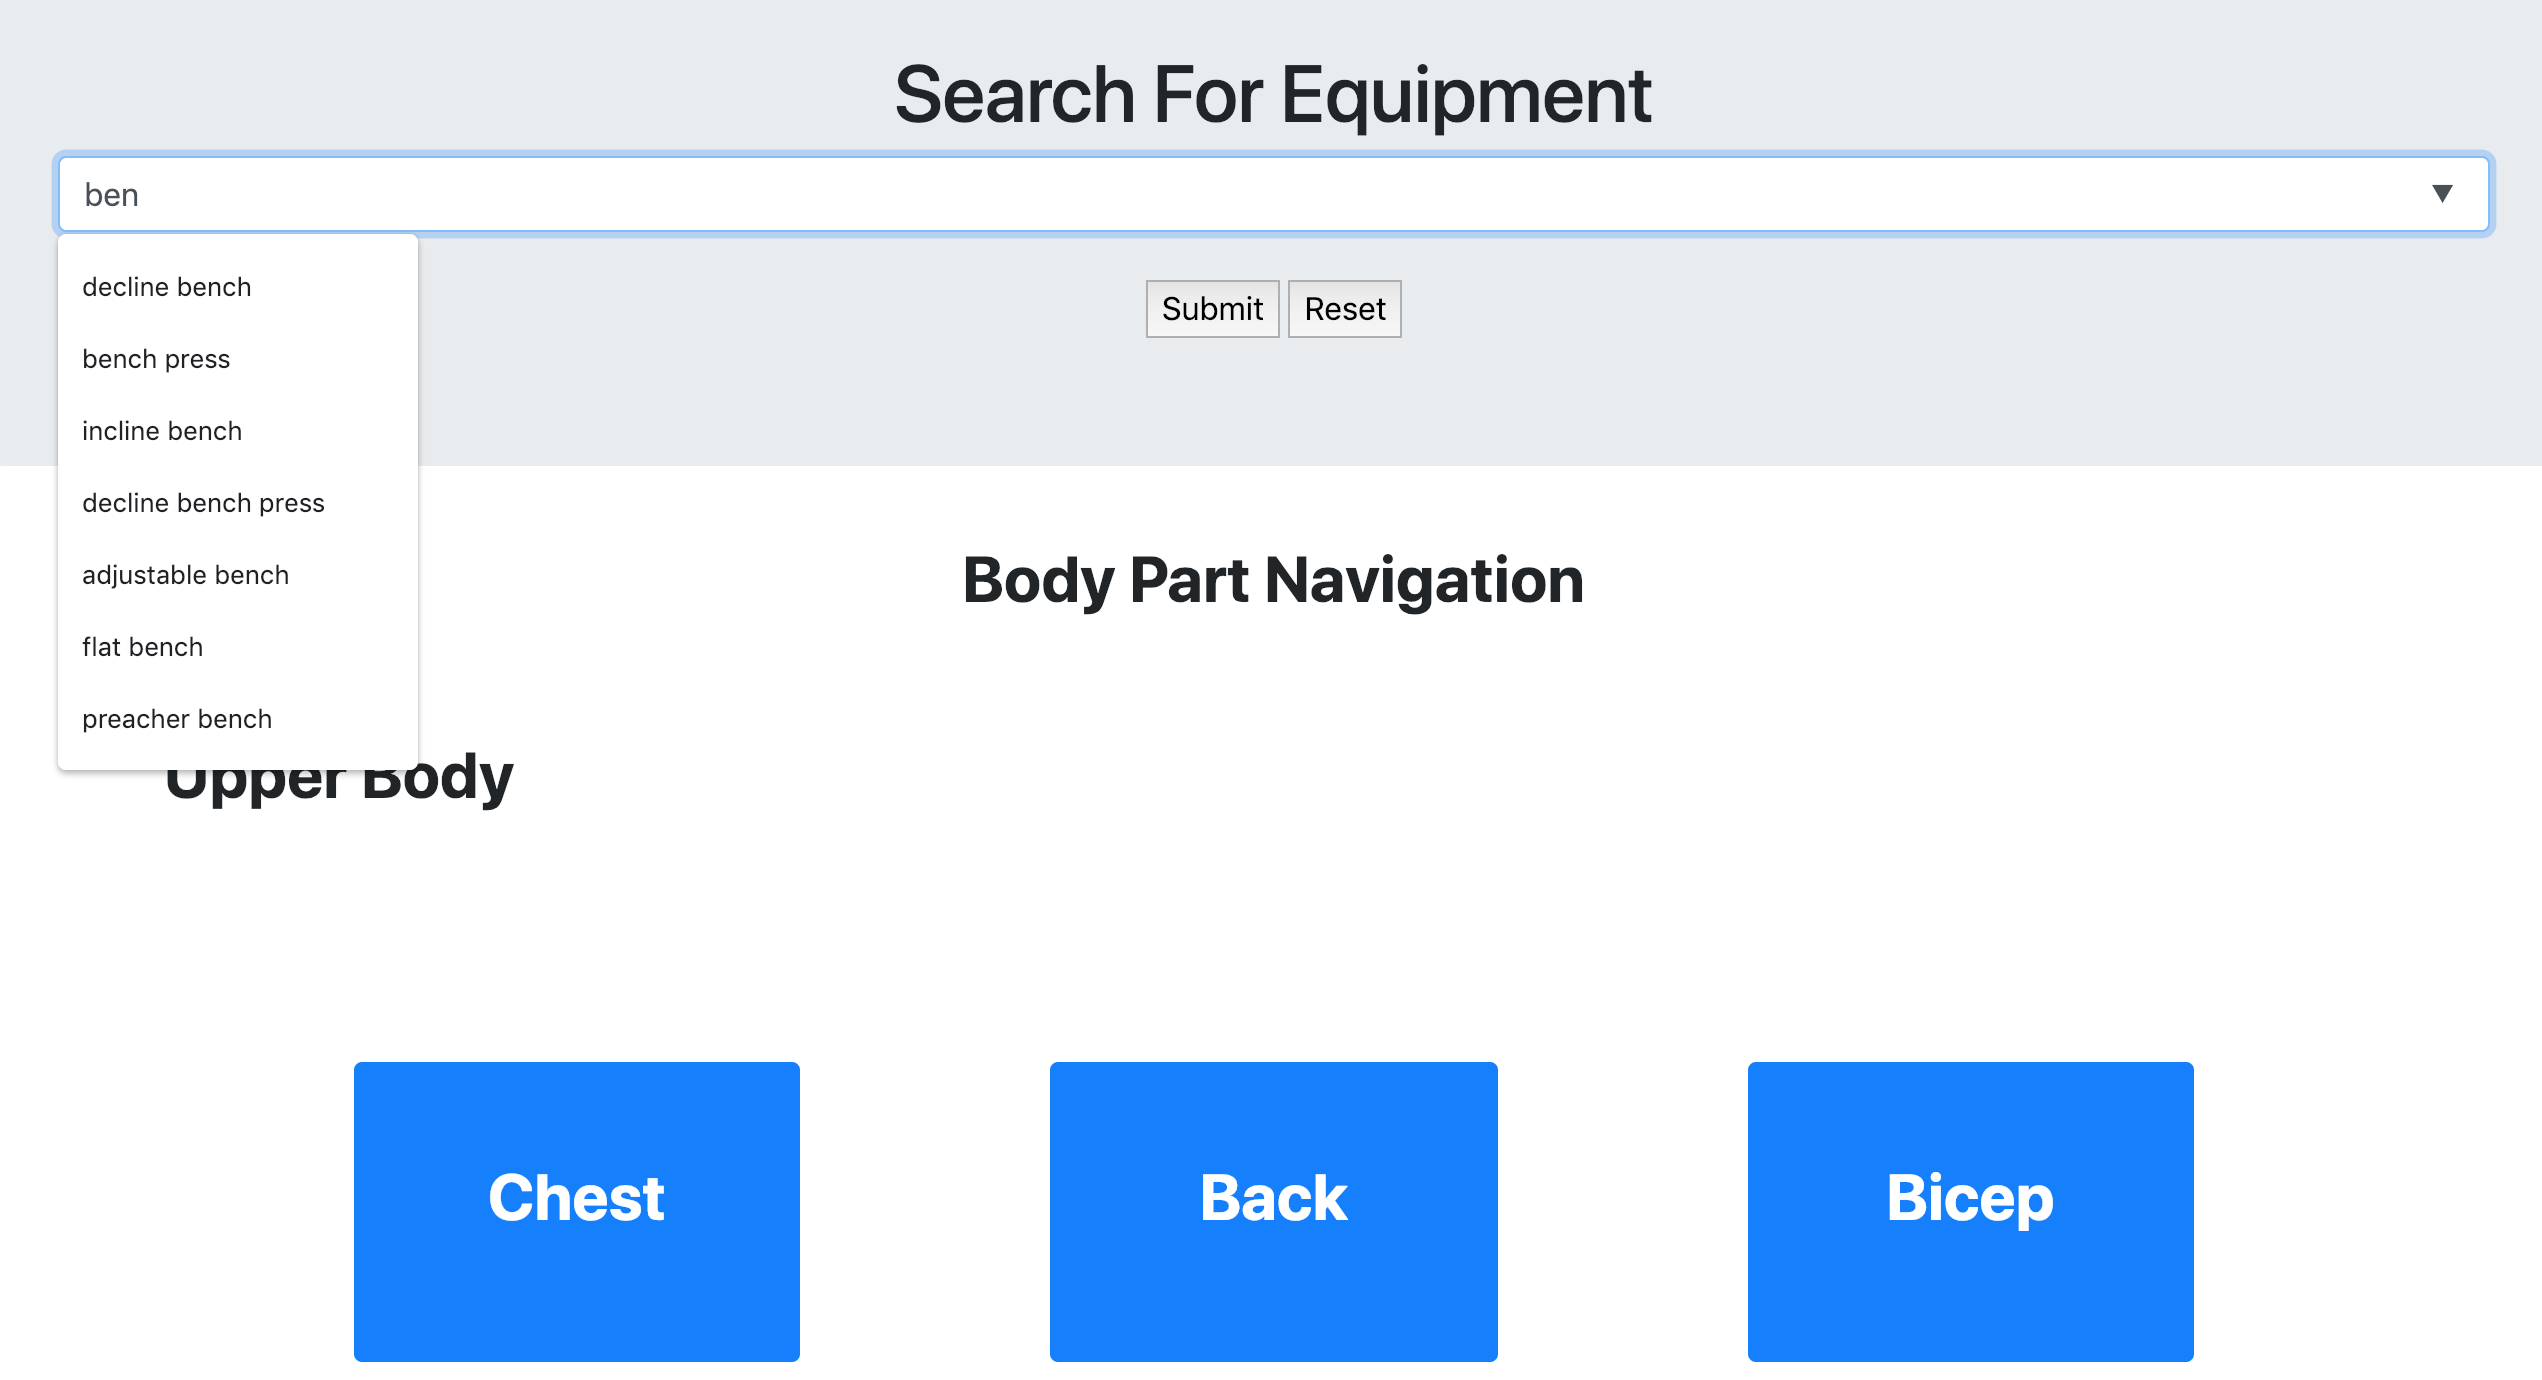 Search For Equipment
ben
decline bench
Submit Reset
bench press
incline bench
decline bench press
adjustable bench
flat bench
preacher bench
Body Part Navigation
Upper Body
Chest
Back
Bicep